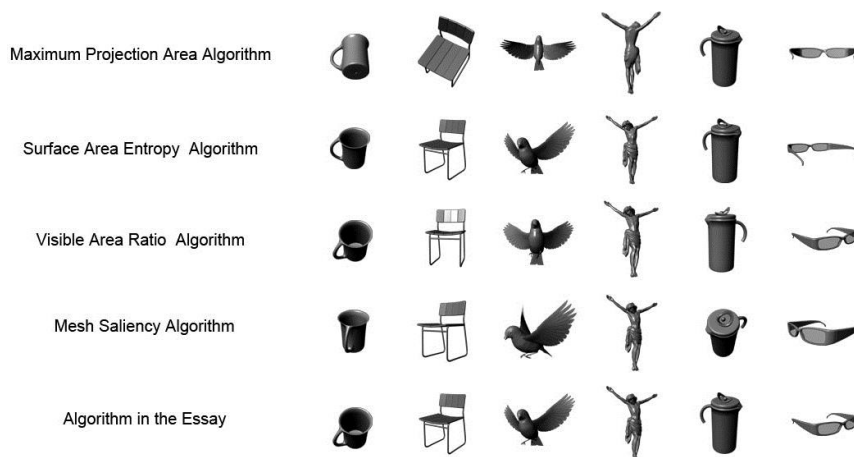 Maximum Projection Area Algorithm
Surface Area Entropy Algorithm
Visible Area Ratio Algorithm
Mesh Saliency Algorithm
Algorithm in the Essay